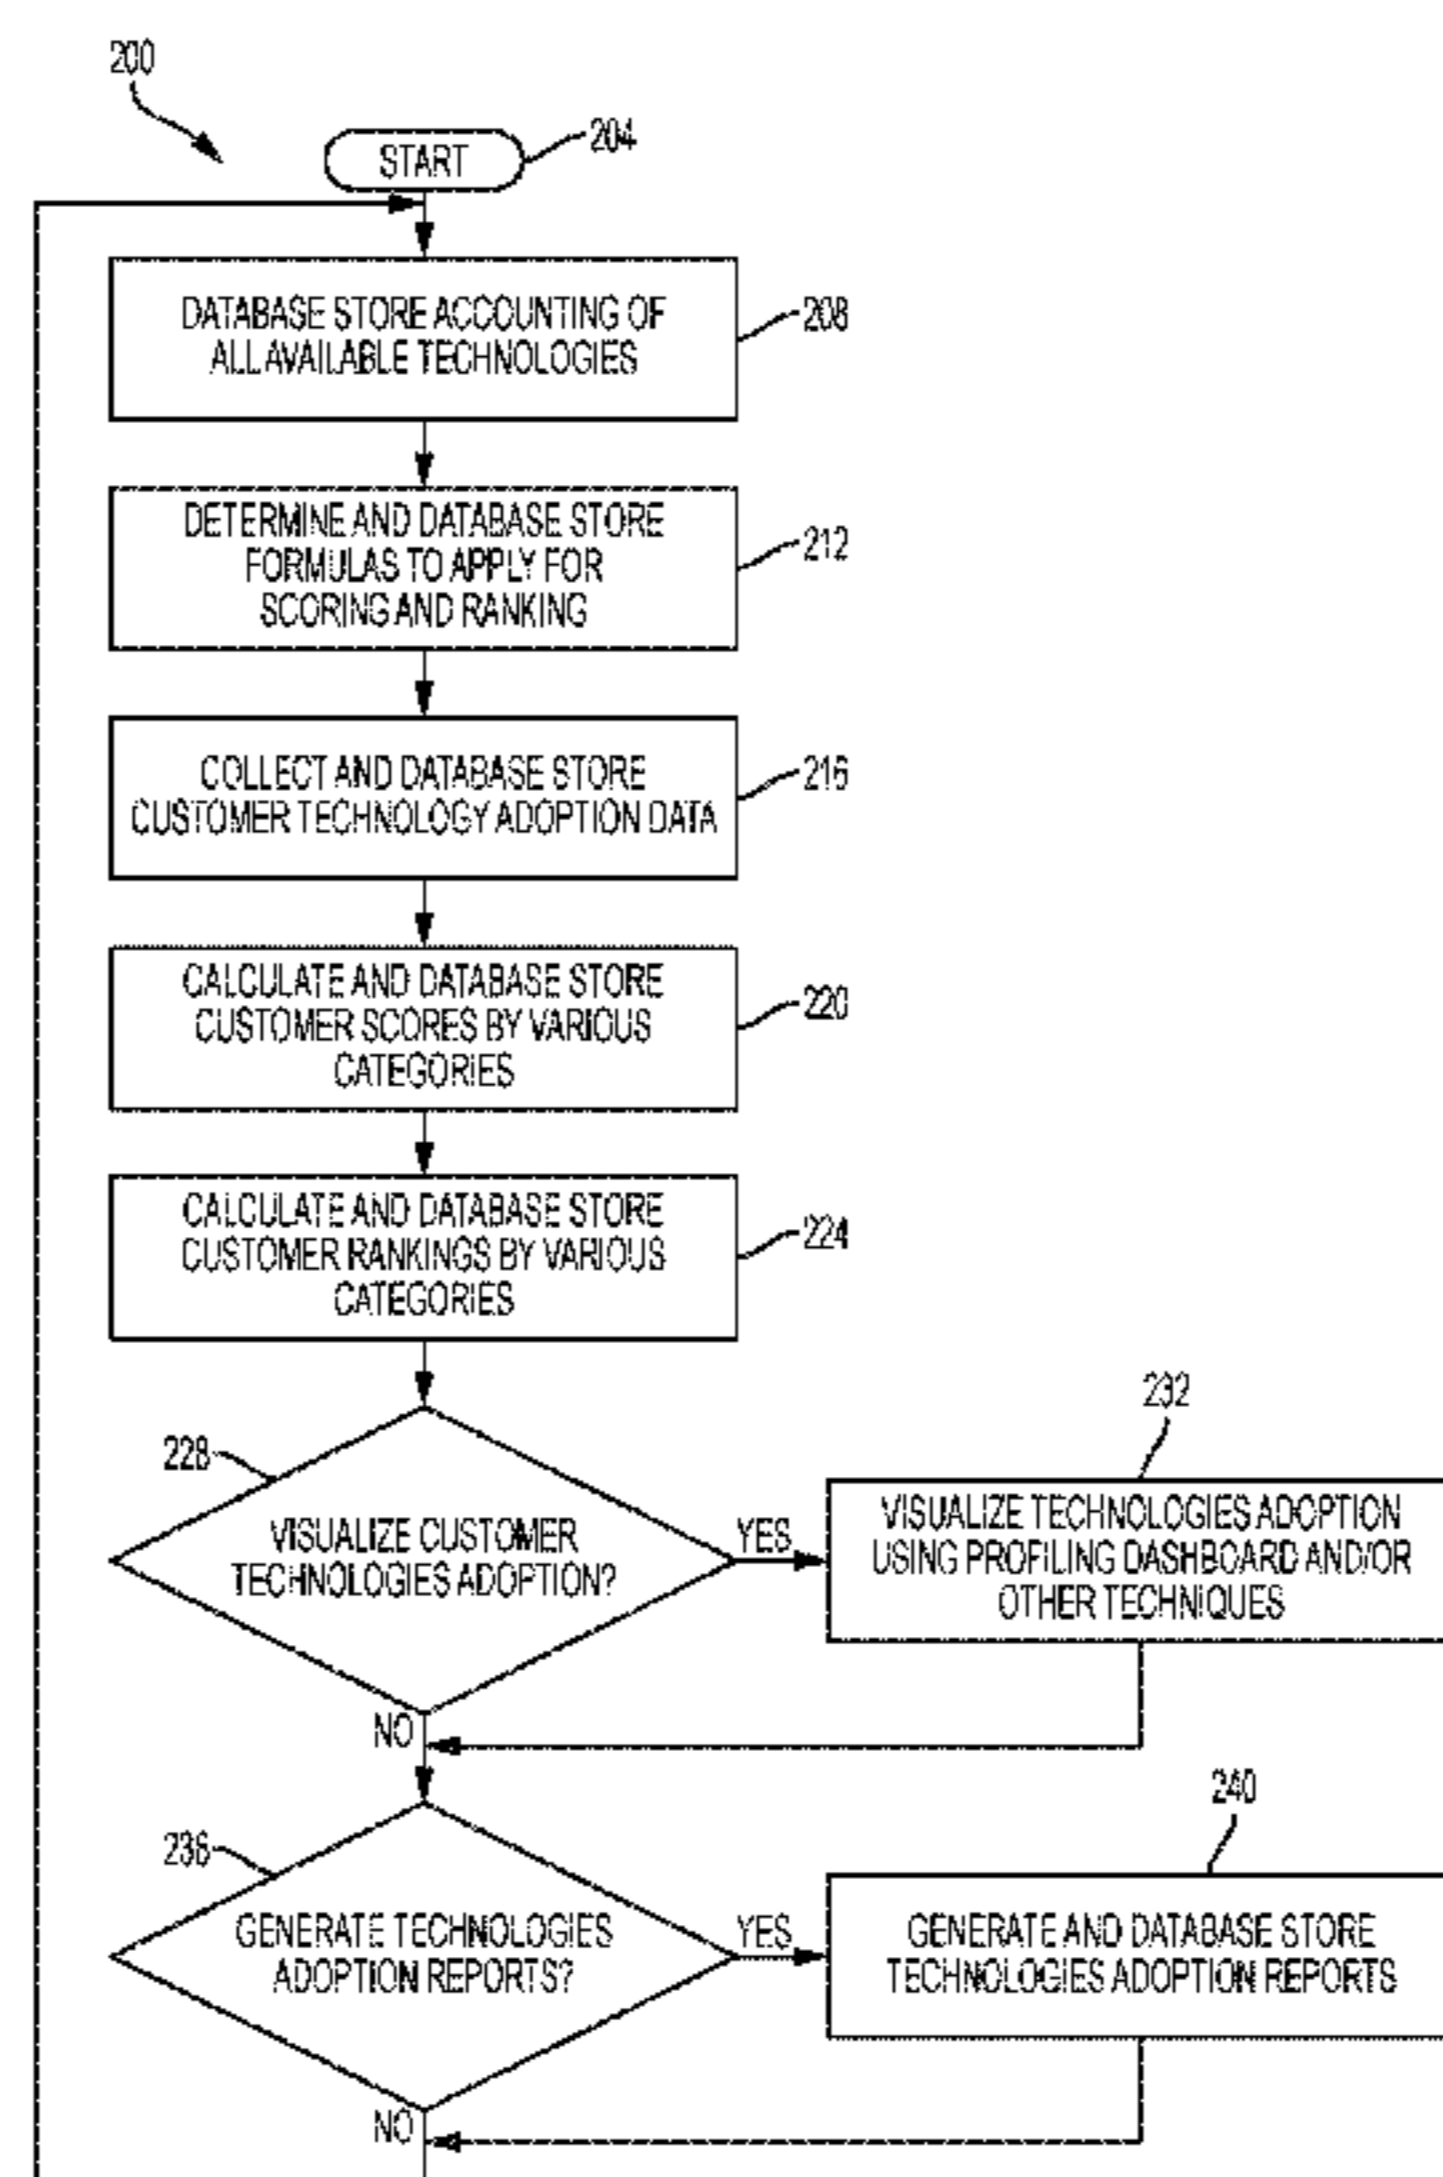 200
START
204
DATABASE STORE ACCOUNTING OF
ALL AVAILABLE TECHNOLOGIES
208
DETERMINE AND DATABASE STORE
FORMULAS TO APPLY FOR
SCORING AND RANKING
212
COLLECT AND DATABASE STORE
CUSTOMER TECHNOLOGY ADOPTION DATA
216
CALCULATE AND DATABASE STORE
CUSTOMER SCORES BY VARIOUS
CATEGORIES
220
CALCULATE AND DATABASE STORE
CUSTOMER RANKINGS BY VARIOUS
CATEGORIES
224
228
VISUALIZE CUSTOMER
TECHNOLOGIES ADOPTION?
YES
232
VISUALIZE TECHNOLOGIES ADOPTION
USING PROFILING DASHBOARD AND/OR
OTHER TECHNIQUES
NO
236
GENERATE TECHNOLOGIES
ADOPTION REPORTS?
YES
240
GENERATE AND DATABASE STORE
TECHNOLOGIES ADOPTION REPORTS
NO